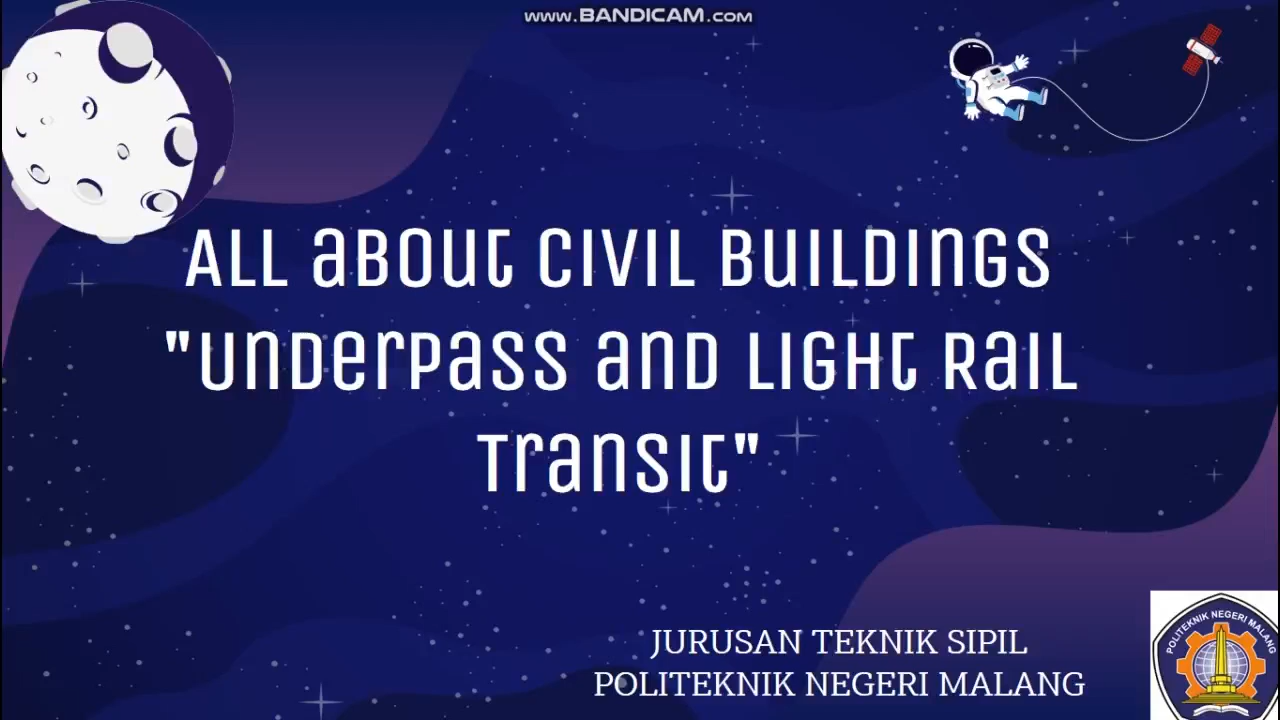 www.BANDICAM.com
All about Civil Buildings
"Underpass and Light Rail
Transit"
JURUSAN TEKNIK SIPIL
POLITEKNIK NEGERI MALANG
POLITEKNIK NEGERI MALANG